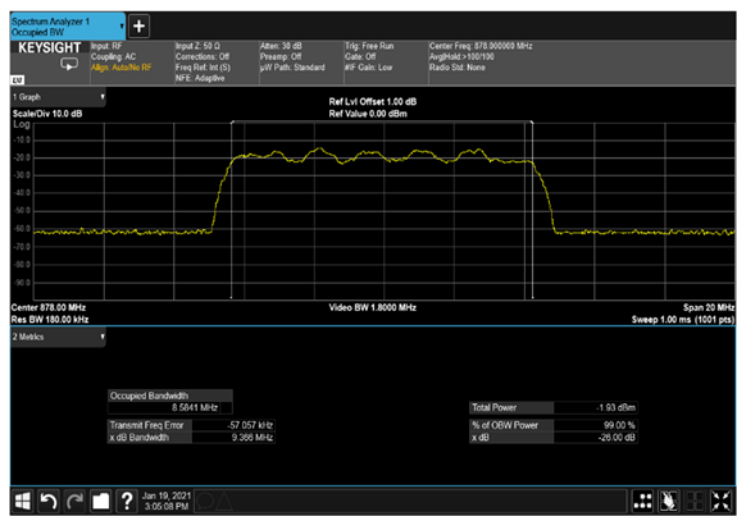 Spectrum Analyzer 1
Occupied BW
+
KEYSIGHT
Input: RF
Coupling: AC
Align: Auto/No RF
Input Z: 50 Ω
Corrections: Off
Freq Ref: Int (S)
NFE: Adaptive
Atten: 30 dB
Preamp: Off
µW Path: Standard
Trig: Free Run
Gate: Off
#IF Gain: Low
Center Freq: 878.000000 MHz
Avg|Hold:>100/100
Radio Std: None
1 Graph
Scale/Div 10.0 dB
Ref Lvl Offset 1.00 dB
Ref Value 0.00 dBm
Log
-10.0
-20.0
-30.0
-40.0
-50.0
-60.0
-70.0
-80.0
-90.0
Center 878.00 MHz
Res BW 180.00 kHz
Video BW 1.8000 MHz
Span 20 MHz
Sweep 1.00 ms (1001 pts)
2 Metrics
Occupied Bandwidth
8.5841 MHz
Transmit Freq Error -57.057 kHz
x dB Bandwidth 9.366 MHz
Total Power -1.93 dBm
% of OBW Power 99.00 %
x dB -26.00 dB
?
Jan 19, 2021
3:05:08 PM